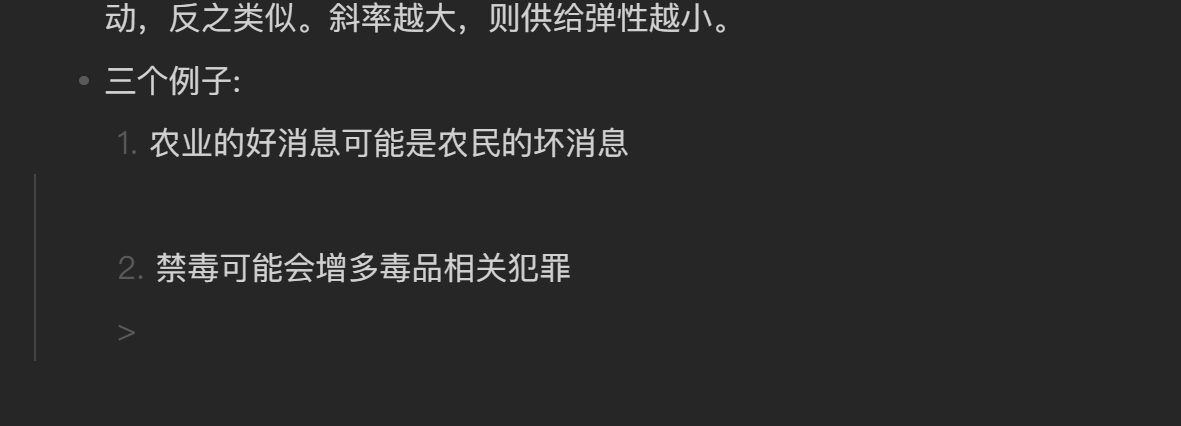 动，反之类似。斜率越大，则供给弹性越小。
• 三个例子:
1. 农业的好消息可能是农民的坏消息
2. 禁毒可能会增多毒品相关犯罪
>